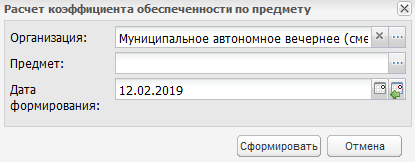 Расчет коэффициента обеспеченности по предмету
Организация: Муниципальное автономное вечернее (сме
Предмет:
Дата
формирования: 12.02.2019
Сформировать Отмена